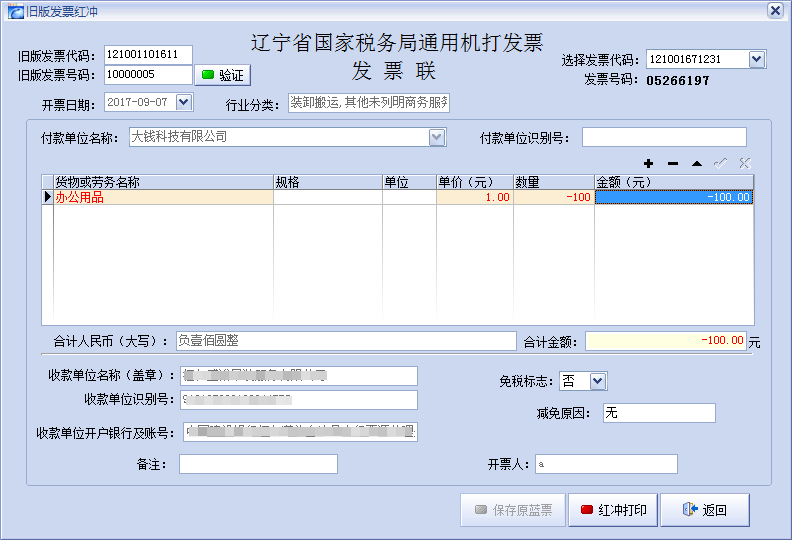 旧版发票红冲
辽宁省国家税务局通用机打发票
发 票 联
旧版发票代码: 121001101611
旧版发票号码: 10000005 验证
选择发票代码: 121001671231
发票号码: 05266197
开票日期: 2017-09-07 行业分类: 装卸搬运,其他未列明商务服务
付款单位名称: 大钱科技有限公司 付款单位识别号:
货物或劳务名称 规格 单位 单价（元） 数量 金额（元）
办公用品 1.00 -100 -100.00
合计人民币（大写）: 负壹佰圆整 合计金额: -100.00 元
收款单位名称（盖章）: 免税标志: 否
收款单位识别号: 减免原因: 无
收款单位开户银行及账号:
备注: 开票人: a
保存原蓝票 红冲打印 返回